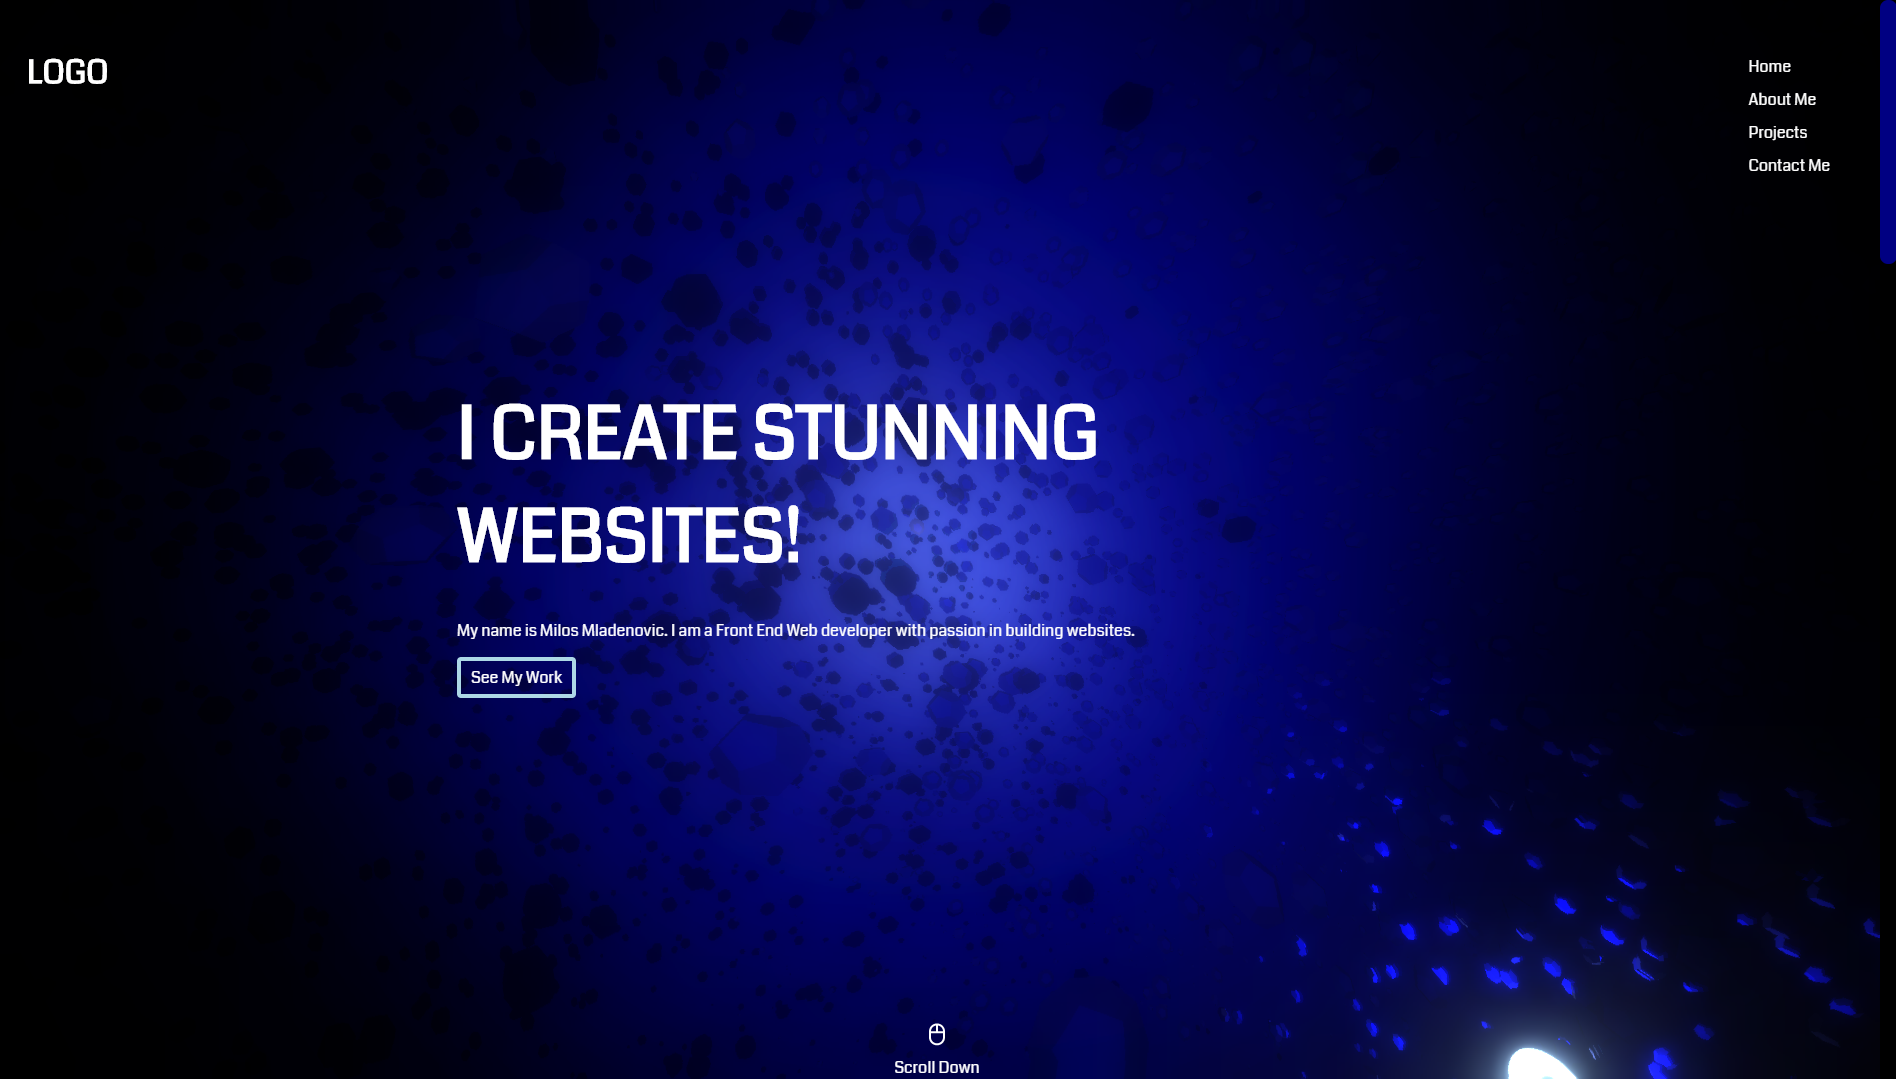 LOGO
Home
About Me
Projects
Contact Me
I CREATE STUNNING
WEBSITES!
My name is Milos Mladenovic. I am a Front End Web developer with passion in building websites.
See My Work
Scroll Down